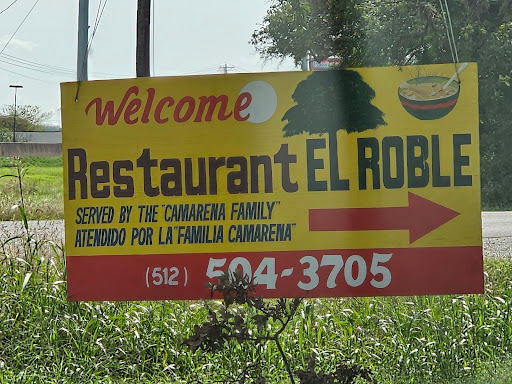 Welcome
Restaurant EL ROBLE
SERVED BY THE "CAMARENA FAMILY"
ATENDIDO POR LA "FAMILIA CAMARENA"
(512) 504-3705